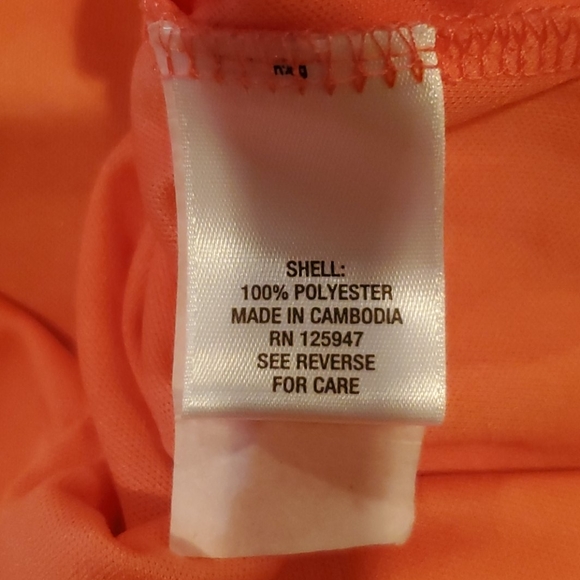 SHELL:
100% POLYESTER
MADE IN CAMBODIA
RN 125947
SEE REVERSE
FOR CARE